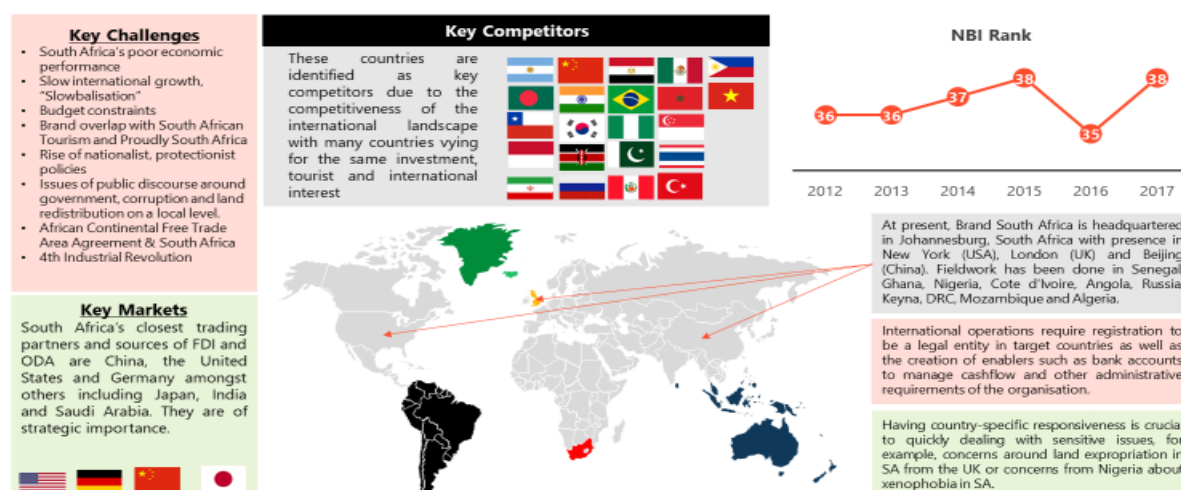 Key Challenges
• South Africa's poor economic
performance
• Slow international growth,
"Slowbalisation"
• Budget constraints
• Brand overlap with South African
Tourism and Proudly South Africa
• Rise of nationalist, protectionist
policies
• Issues of public discourse around
government, corruption and land
redistribution on a local level.
• African Continental Free Trade
Area Agreement & South Africa
• 4th Industrial Revolution
Key Markets
South Africa's closest trading
partners and sources of FDI and
ODA are China, the United
States and Germany amongst
others including Japan, India
and Saudi Arabia. They are of
strategic importance.
Key Competitors
These countries are
identified as key
competitors due to the
competitiveness of the
international landscape
with many countries vying
for the same investment,
tourist and international
interest
NBI Rank
36 36 37 38 35 38
2012 2013 2014 2015 2016 2017
At present, Brand South Africa is headquartered
in Johannesburg, South Africa with presence in
New York (USA), London (UK) and Beijing
(China). Fieldwork has been done in Senegal
Ghana, Nigeria, Cote d'Ivoire, Angola, Russia
Keyna, DRC, Mozambique and Algeria.
International operations require registration to
be a legal entity in target countries as well as
the creation of enablers such as bank accounts
to manage cashflow and other administrative
requirements of the organisation.
Having country-specific responsiveness is crucia
to quickly dealing with sensitive issues, for
example, concerns around land expropriation in
SA from the UK or concerns from Nigeria about
xenophobia in SA.